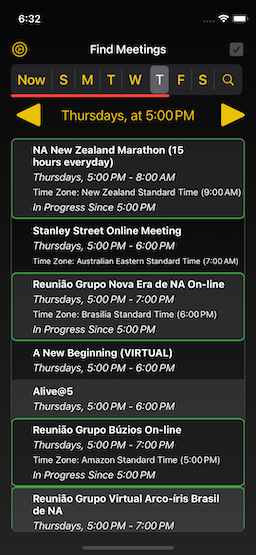 6:32
Find Meetings
Now S M T W T F S
Thursdays, at 5:00 PM
NA New Zealand Marathon (15
hours everyday)
Thursdays, 5:00 PM - 8:00 AM
Time Zone: New Zealand Standard Time (9:00 AM)
In Progress Since 5:00 PM
Stanley Street Online Meeting
Thursdays, 5:00 PM - 6:00 PM
Time Zone: Australian Eastern Standard Time (7:00 AM)
Reunião Grupo Nova Era de NA On-line
Thursdays, 5:00 PM - 7:00 PM
Time Zone: Brasilia Standard Time (6:00 PM)
In Progress Since 5:00 PM
A New Beginning (VIRTUAL)
Thursdays, 5:00 PM - 6:00 PM
Alive@5
Thursdays, 5:00 PM - 6:00 PM
Reunião Grupo Búzios On-line
Thursdays, 5:00 PM - 7:00 PM
Time Zone: Amazon Standard Time (5:00 PM)
In Progress Since 5:00 PM
Reunião Grupo Virtual Arco-íris Brasil
de NA
Thursdays, 5:00 PM - 7:00 PM